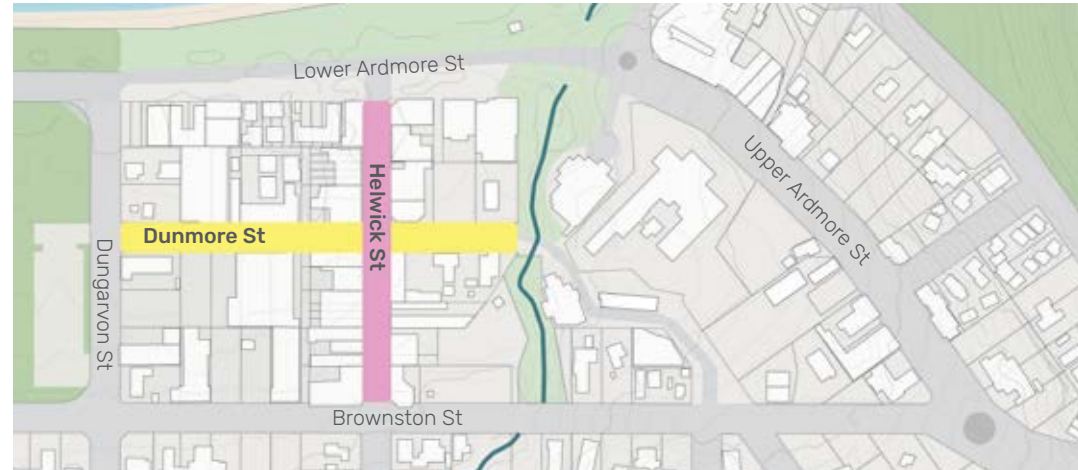 Lower Ardmore St
Upper Ardmore St
Helwick St
Dunmore St
Dungarvon St
Brownston St